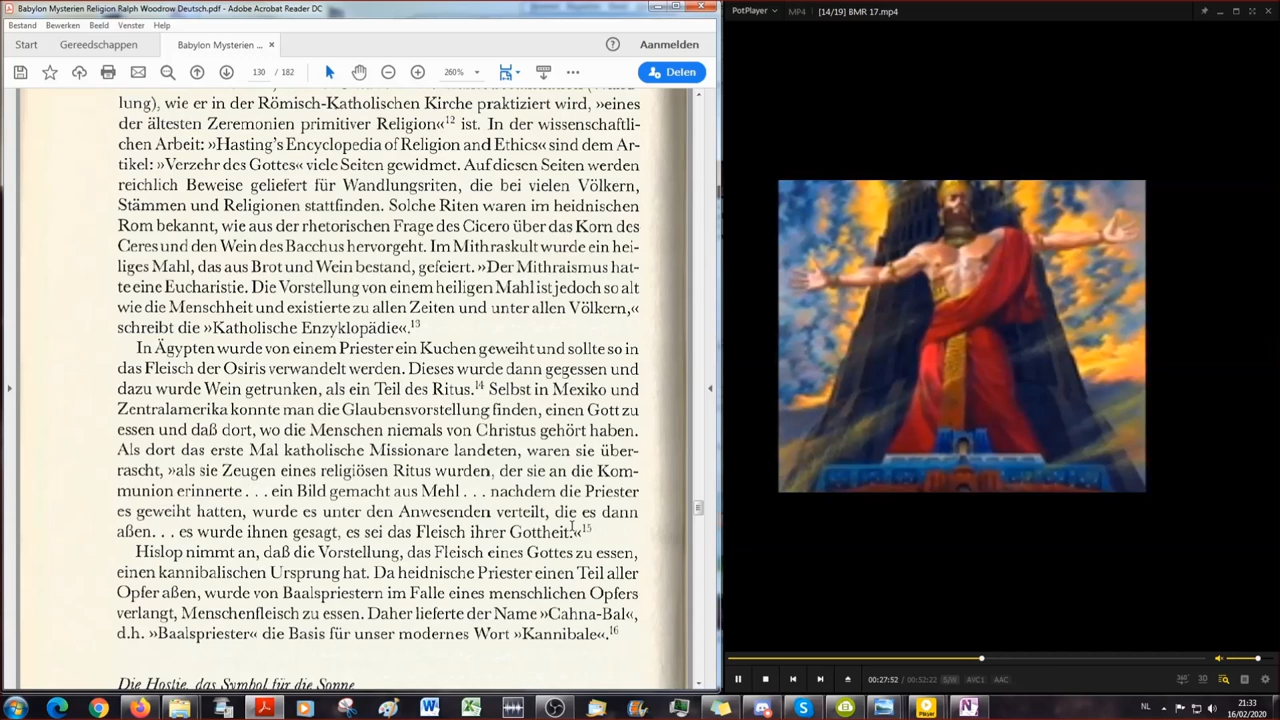 Babylon Mysterien Religion Ralph Woodrow Deutsch.pdf - Adobe Acrobat Reader DC
Bestand Bewerken Beeld Venster Help
Start Gereedschappen Babylon Mysterien ... × Aanmelden
130 / 182 260% Delen
lung), wie er in der Römisch-Katholischen Kirche praktiziert wird, »eines
der ältesten Zeremonien primitiver Religion«12 ist. In der wissenschaftli-
chen Arbeit: »Hasting's Encyclopedia of Religion and Ethics« sind dem Ar-
tikel: »Verzehr des Gottes« viele Seiten gewidmet. Auf diesen Seiten werden
reichlich Beweise geliefert für Wandlungsriten, die bei vielen Völkern,
Stämmen und Religionen stattfinden. Solche Riten waren im heidnischen
Rom bekannt, wie aus der rhetorischen Frage des Cicero über das Korn des
Ceres und den Wein des Bacchus hervorgeht. Im Mithraskult wurde ein hei-
liges Mahl, das aus Brot und Wein bestand, gefeiert. »Der Mithraismus hat-
te eine Eucharistie. Die Vorstellung von einem heiligen Mahl ist jedoch so alt
wie die Menschheit und existierte zu allen Zeiten und unter allen Völkern,«
schreibt die »Katholische Enzyklopädie«.13
In Ägypten wurde von einem Priester ein Kuchen geweiht und sollte so in
das Fleisch der Osiris verwandelt werden. Dieses wurde dann gegessen und
dazu wurde Wein getrunken, als ein Teil des Ritus.14 Selbst in Mexiko und
Zentralamerika konnte man die Glaubensvorstellung finden, einen Gott zu
essen und daß dort, wo die Menschen niemals von Christus gehört haben.
Als dort das erste Mal katholische Missionare landeten, waren sie über-
rascht, »als sie Zeugen eines religiösen Ritus wurden, der sie an die Kom-
munion erinnerte . . . ein Bild gemacht aus Mehl . . . nachdem die Priester
es geweiht hatten, wurde es unter den Anwesenden verteilt, die es dann
aßen. . . es wurde ihnen gesagt, es sei das Fleisch ihrer Gottheit.«15
Hislop nimmt an, daß die Vorstellung, das Fleisch eines Gottes zu essen,
einen kannibalischen Ursprung hat. Da heidnische Priester einen Teil aller
Opfer aßen, wurde von Baalspriestern im Falle eines menschlichen Opfers
verlangt, Menschenfleisch zu essen. Daher lieferte der Name »Cahna-Bal«,
d.h. »Baalspriester« die Basis für unser modernes Wort »Kannibale«.16
Die Hostie, das Symbol für die Sonne
PotPlayer MP4 [14/19] BMR 17.mp4
00:27:52 / 00:52:22 S/W AVC1 AAC
360° 3D
NL 21:33
16/02/2020